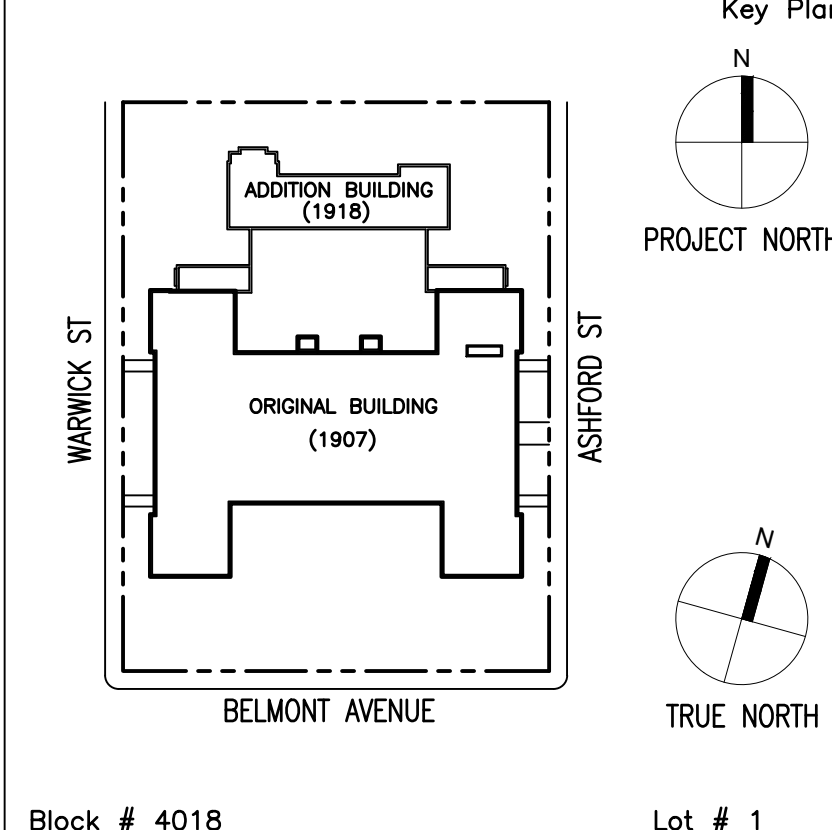 Key Plan
N
PROJECT NORTH
ADDITION BUILDING
(1918)
WARWICK ST
ASHFORD ST
ORIGINAL BUILDING
(1907)
N
TRUE NORTH
BELMONT AVENUE
Block # 4018
Lot # 1